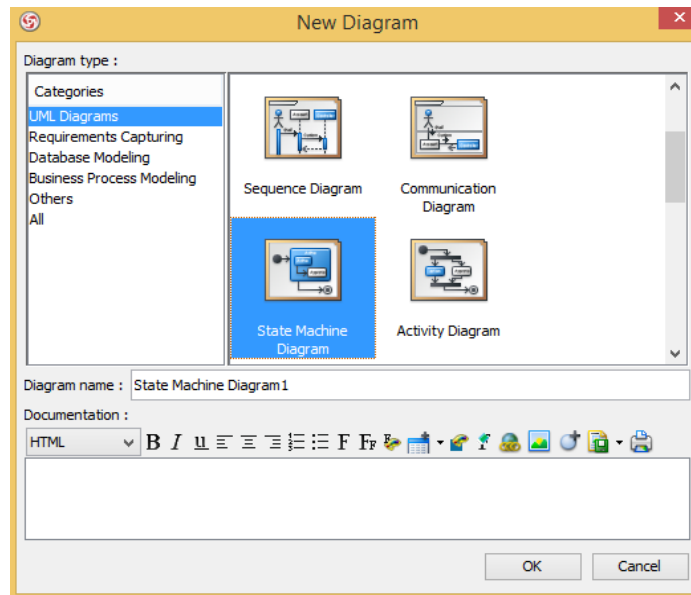 New Diagram
Diagram type :
Categories
UML Diagrams
Requirements Capturing
Database Modeling
Business Process Modeling
Others
All
Sequence Diagram
Communication
Diagram
State Machine
Diagram
Activity Diagram
Diagram name : State Machine Diagram1
Documentation :
HTML B I u F FF
OK Cancel